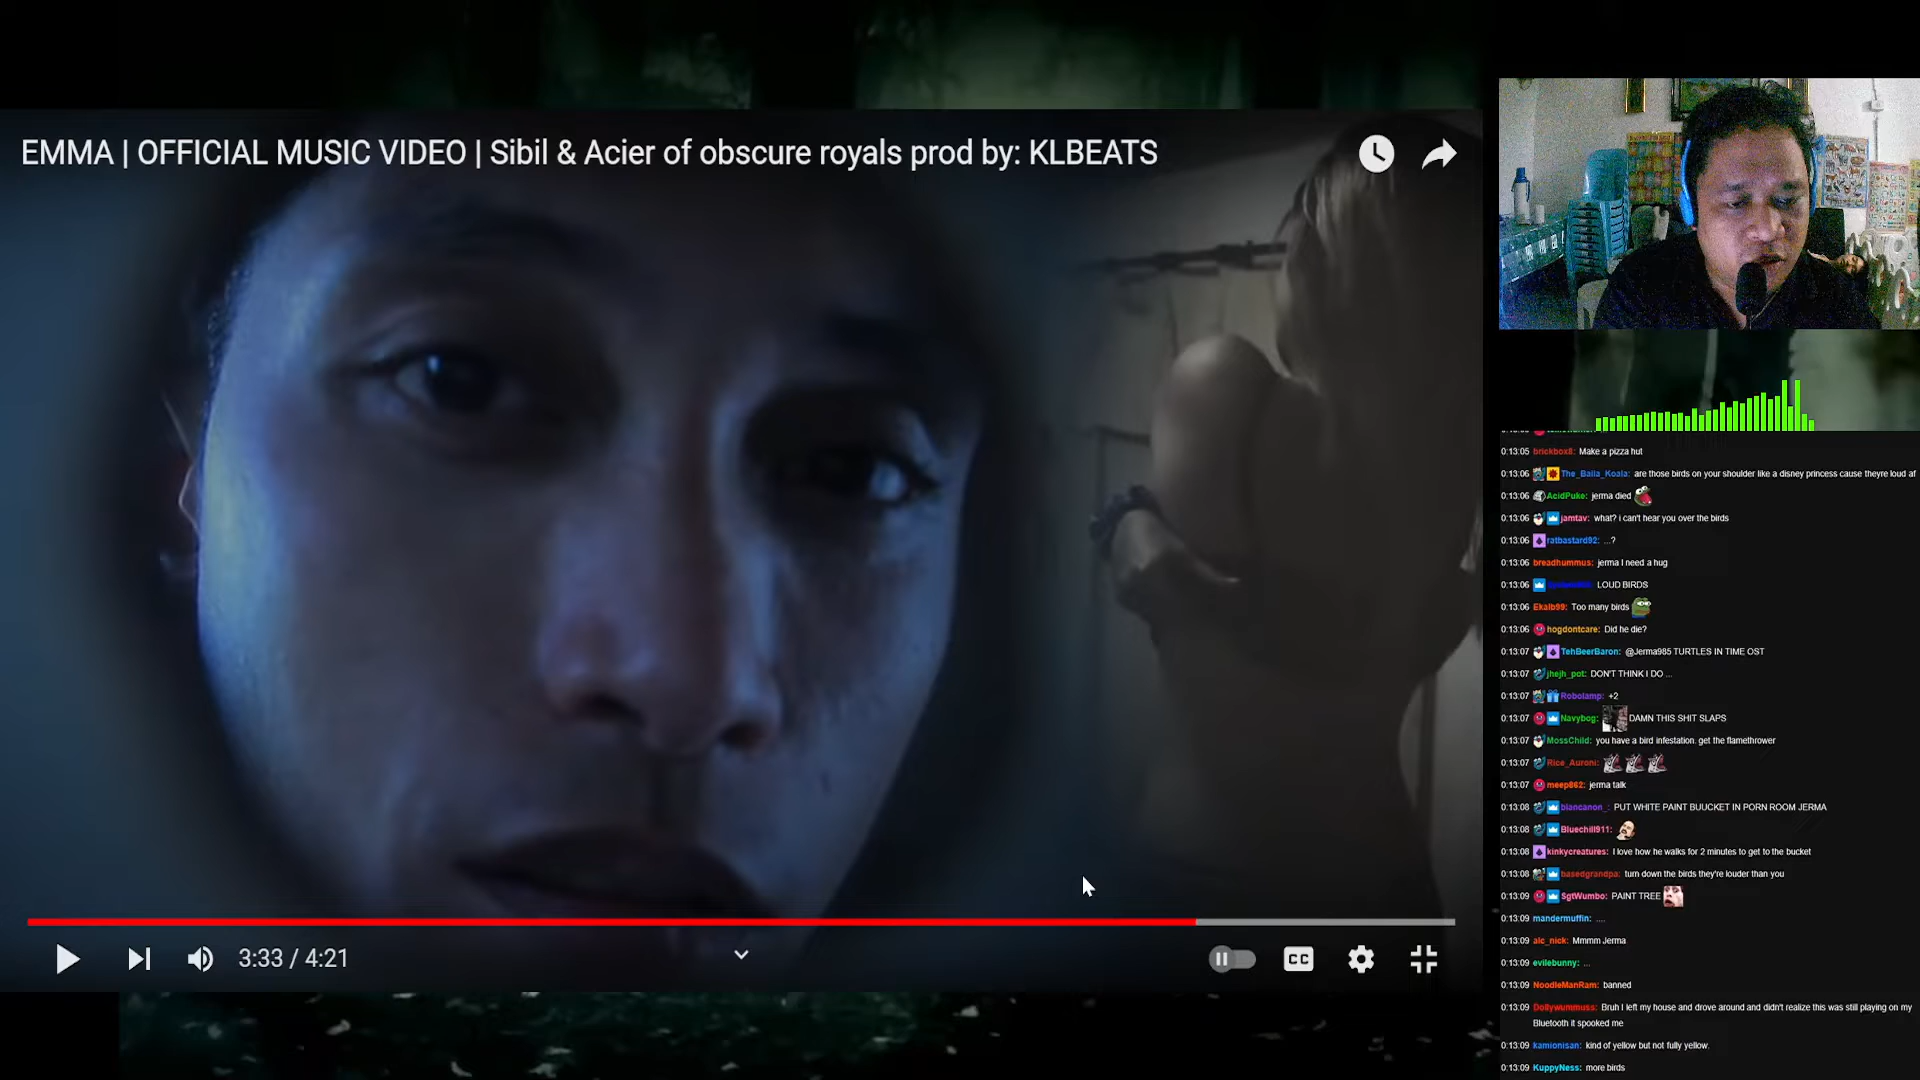 EMMA | OFFICIAL MUSIC VIDEO | Sibil & Acier of obscure royals prod by: KLBEATS
3:33 / 4:21
CC
0:13:05 brickbox8: Make a pizza hut
0:13:06 The_Baila_Koala: are those birds on your shoulder like a disney princess cause theyre loud af
0:13:06 AcidPuke: jerma died
0:13:06 jamtav: what? i can't hear you over the birds
0:13:06 ratbastard92: ...?
0:13:06 breadhummus: jerma I need a hug
0:13:06 LOUD BIRDS
0:13:06 Ekalb99: Too many birds
0:13:06 hogdontcare: Did he die?
0:13:07 TehBeerBaron: @Jerma985 TURTLES IN TIME OST
0:13:07 jhejh_pot: DON'T THINK I DO ...
0:13:07 Robolamp: +2
0:13:07 Navybog: DAMN THIS SHIT SLAPS
0:13:07 MossChild: you have a bird infestation. get the flamethrower
0:13:07 Rice_Auroni:
0:13:07 meep862: jerma talk
0:13:08 blancanon_: PUT WHITE PAINT BUUCKET IN PORN ROOM JERMA
0:13:08 Bluechill911:
0:13:08 kinkycreatures: I love how he walks for 2 minutes to get to the bucket
0:13:08 basedgrandpa: turn down the birds they're louder than you
0:13:09 SgtWumbo: PAINT TREE
0:13:09 mandermuffin: ....
0:13:09 alc_nick: Mmmm Jerma
0:13:09 evilebunny: ...
0:13:09 NoodleManRam: banned
0:13:09 Dollywummuss: Bruh I left my house and drove around and didn't realize this was still playing on my
Bluetooth it spooked me
0:13:09 kamionisan: kind of yellow but not fully yellow.
0:13:09 KuppyNess: more birds